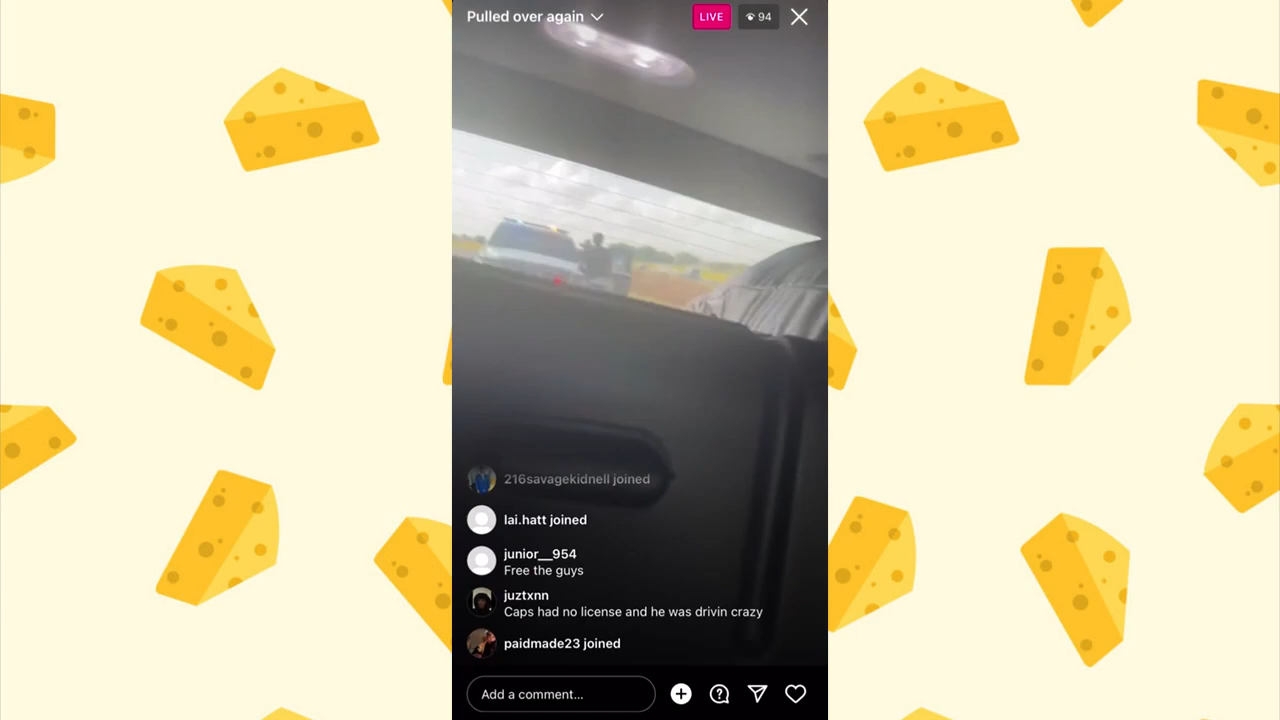 Pulled over again
LIVE
94
216savagekidnell joined
lai.hatt joined
junior__954
Free the guys
juztxnn
Caps had no license and he was drivin crazy
paidmade23 joined
Add a comment...